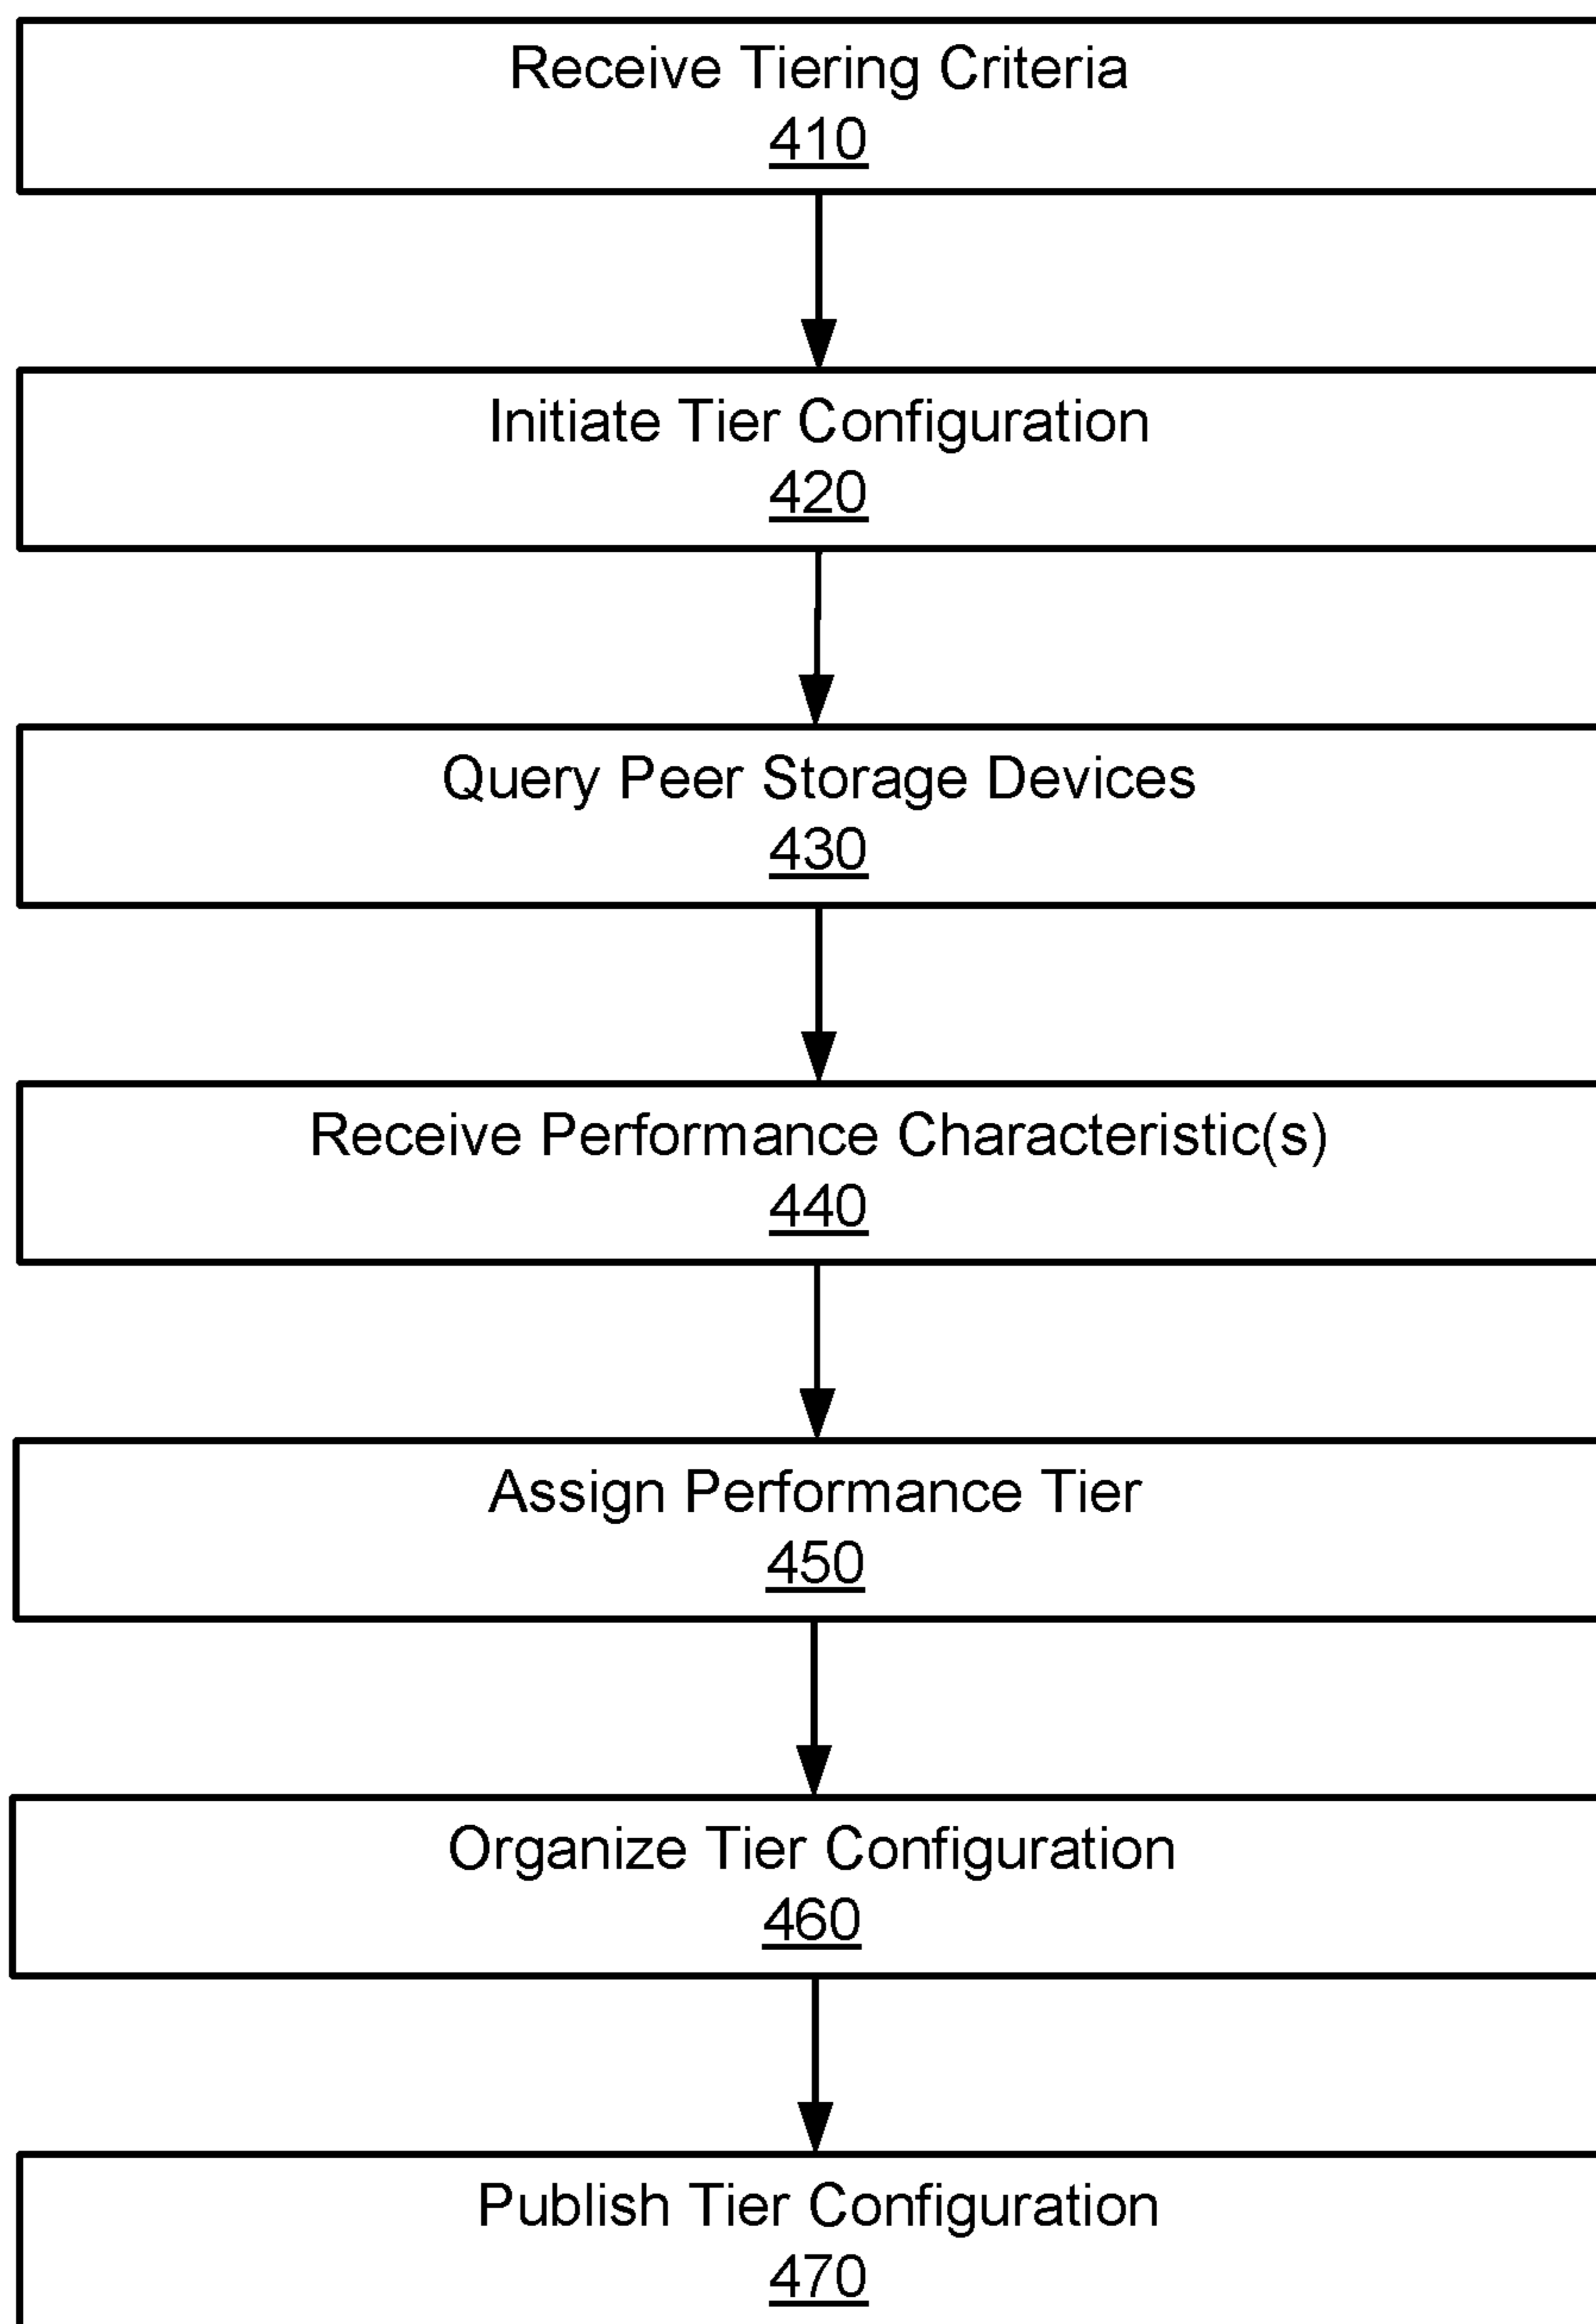 Receive Tiering Criteria
410
Initiate Tier Configuration
420
Query Peer Storage Devices
430
Receive Performance Characteristic(s)
440
Assign Performance Tier
450
Organize Tier Configuration
460
Publish Tier Configuration
470